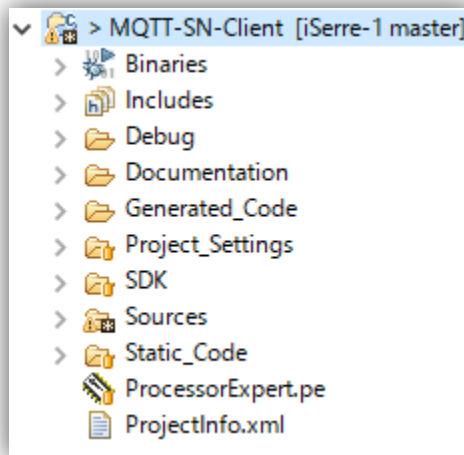 > MQTT-SN-Client [iSerre-1 master]
Binaries
Includes
Debug
Documentation
Generated_Code
Project_Settings
SDK
Sources
Static_Code
ProcessorExpert.pe
ProjectInfo.xml